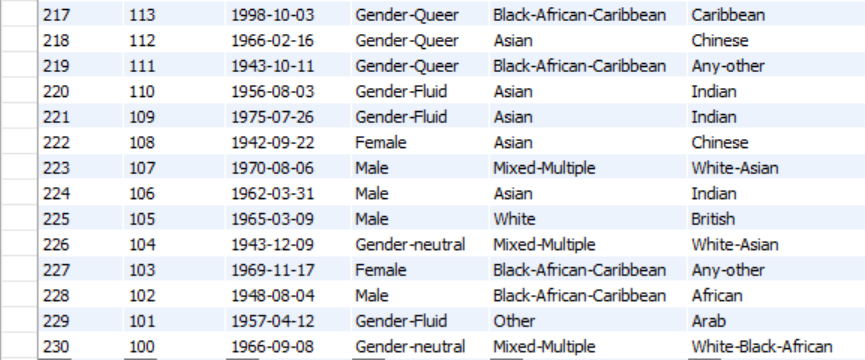 217 113 1998-10-03 Gender-Queer Black-African-Caribbean Caribbean
218 112 1966-02-16 Gender-Queer Asian Chinese
219 111 1943-10-11 Gender-Queer Black-African-Caribbean Any-other
220 110 1956-08-03 Gender-Fluid Asian Indian
221 109 1975-07-26 Gender-Fluid Asian Indian
222 108 1942-09-22 Female Asian Chinese
223 107 1970-08-06 Male Mixed-Multiple White-Asian
224 106 1962-03-31 Male Asian Indian
225 105 1965-03-09 Male White British
226 104 1943-12-09 Gender-neutral Mixed-Multiple White-Asian
227 103 1969-11-17 Female Black-African-Caribbean Any-other
228 102 1948-08-04 Male Black-African-Caribbean African
229 101 1957-04-12 Gender-Fluid Other Arab
230 100 1966-09-08 Gender-neutral Mixed-Multiple White-Black-African